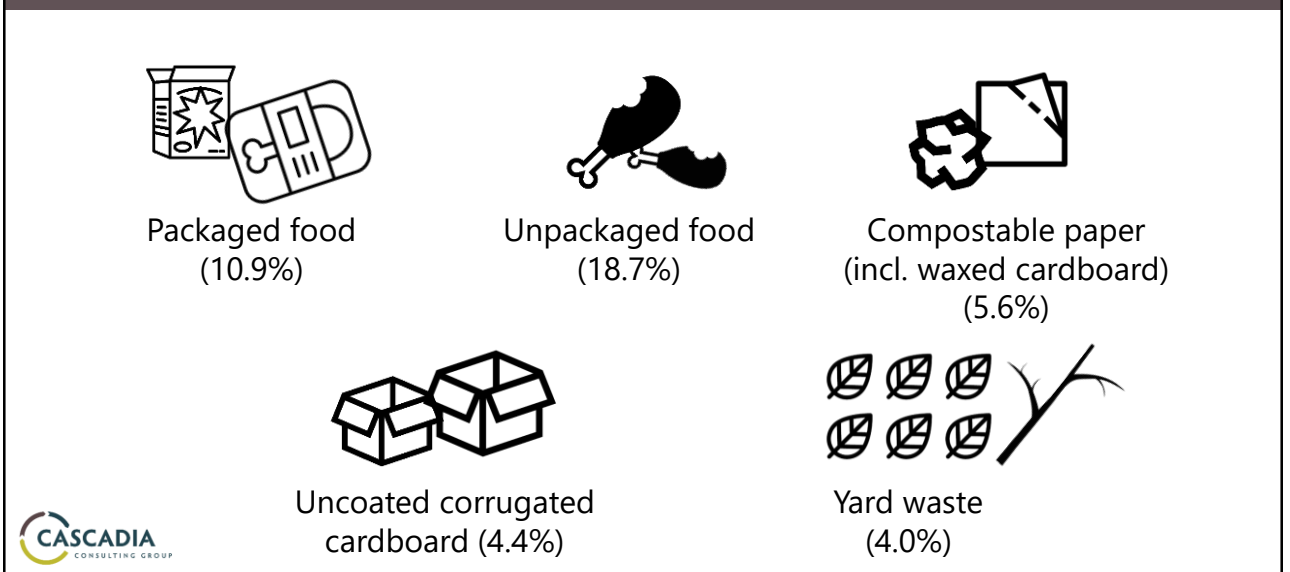 Packaged food
(10.9%)
Unpackaged food
(18.7%)
Compostable paper
(incl. waxed cardboard)
(5.6%)
Uncoated corrugated
cardboard (4.4%)
Yard waste
(4.0%)
CASCADIA
CONSULTING GROUP